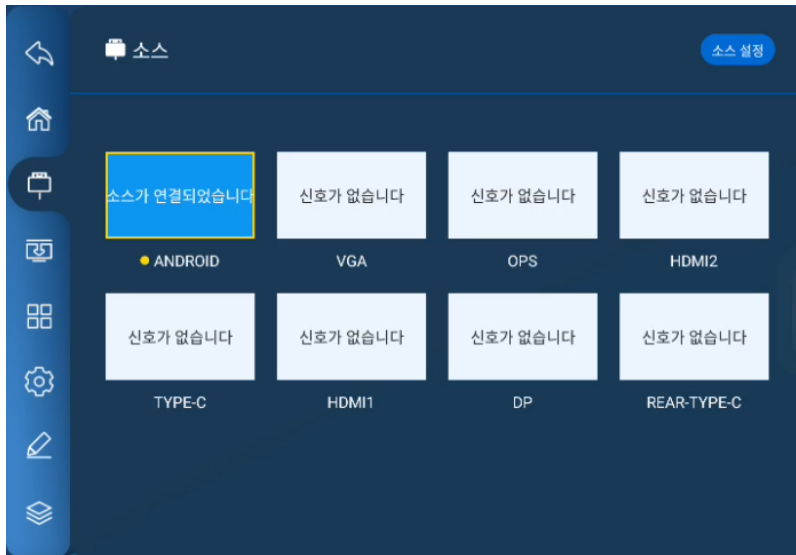 소스
소스 설정
소스가 연결되었습니다
신호가 없습니다
신호가 없습니다
신호가 없습니다
ANDROID
VGA
OPS
HDMI2
신호가 없습니다
신호가 없습니다
신호가 없습니다
신호가 없습니다
TYPE-C
HDMI1
DP
REAR-TYPE-C